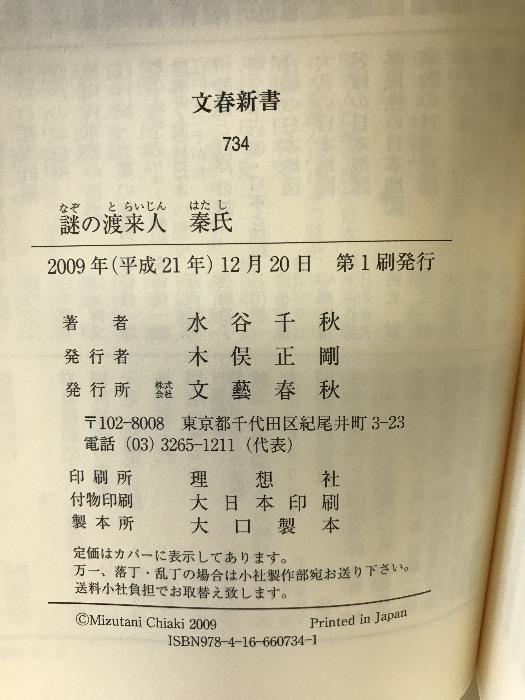 文春新書
734
なぞ と らいじん はた し
謎の渡来人 秦氏
2009年(平成21年)12月20日 第1刷発行
著者 水谷千秋
発行者 木俣正剛
発行所 株式会社 文藝春秋
〒102-8008 東京都千代田区紀尾井町3-23
電話(03)3265-1211(代表)
印刷所 理想社
付物印刷 大日本印刷
製本所 大口製本
定価はカバーに表示してあります。
万一、落丁・乱丁の場合は小社製作部宛お送り下さい。
送料小社負担でお取替え致します。
©Mizutani Chiaki 2009 Printed in Japan
ISBN978-4-16-660734-1